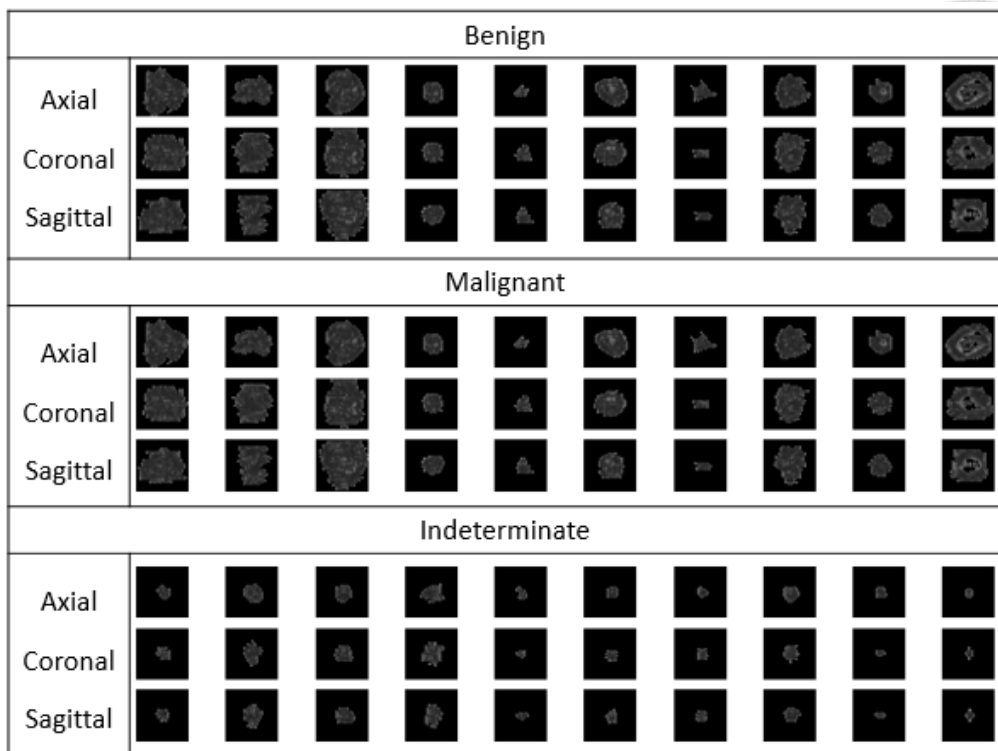 Benign
Axial
Coronal
Sagittal
Malignant
Axial
Coronal
Sagittal
Indeterminate
Axial
Coronal
Sagittal